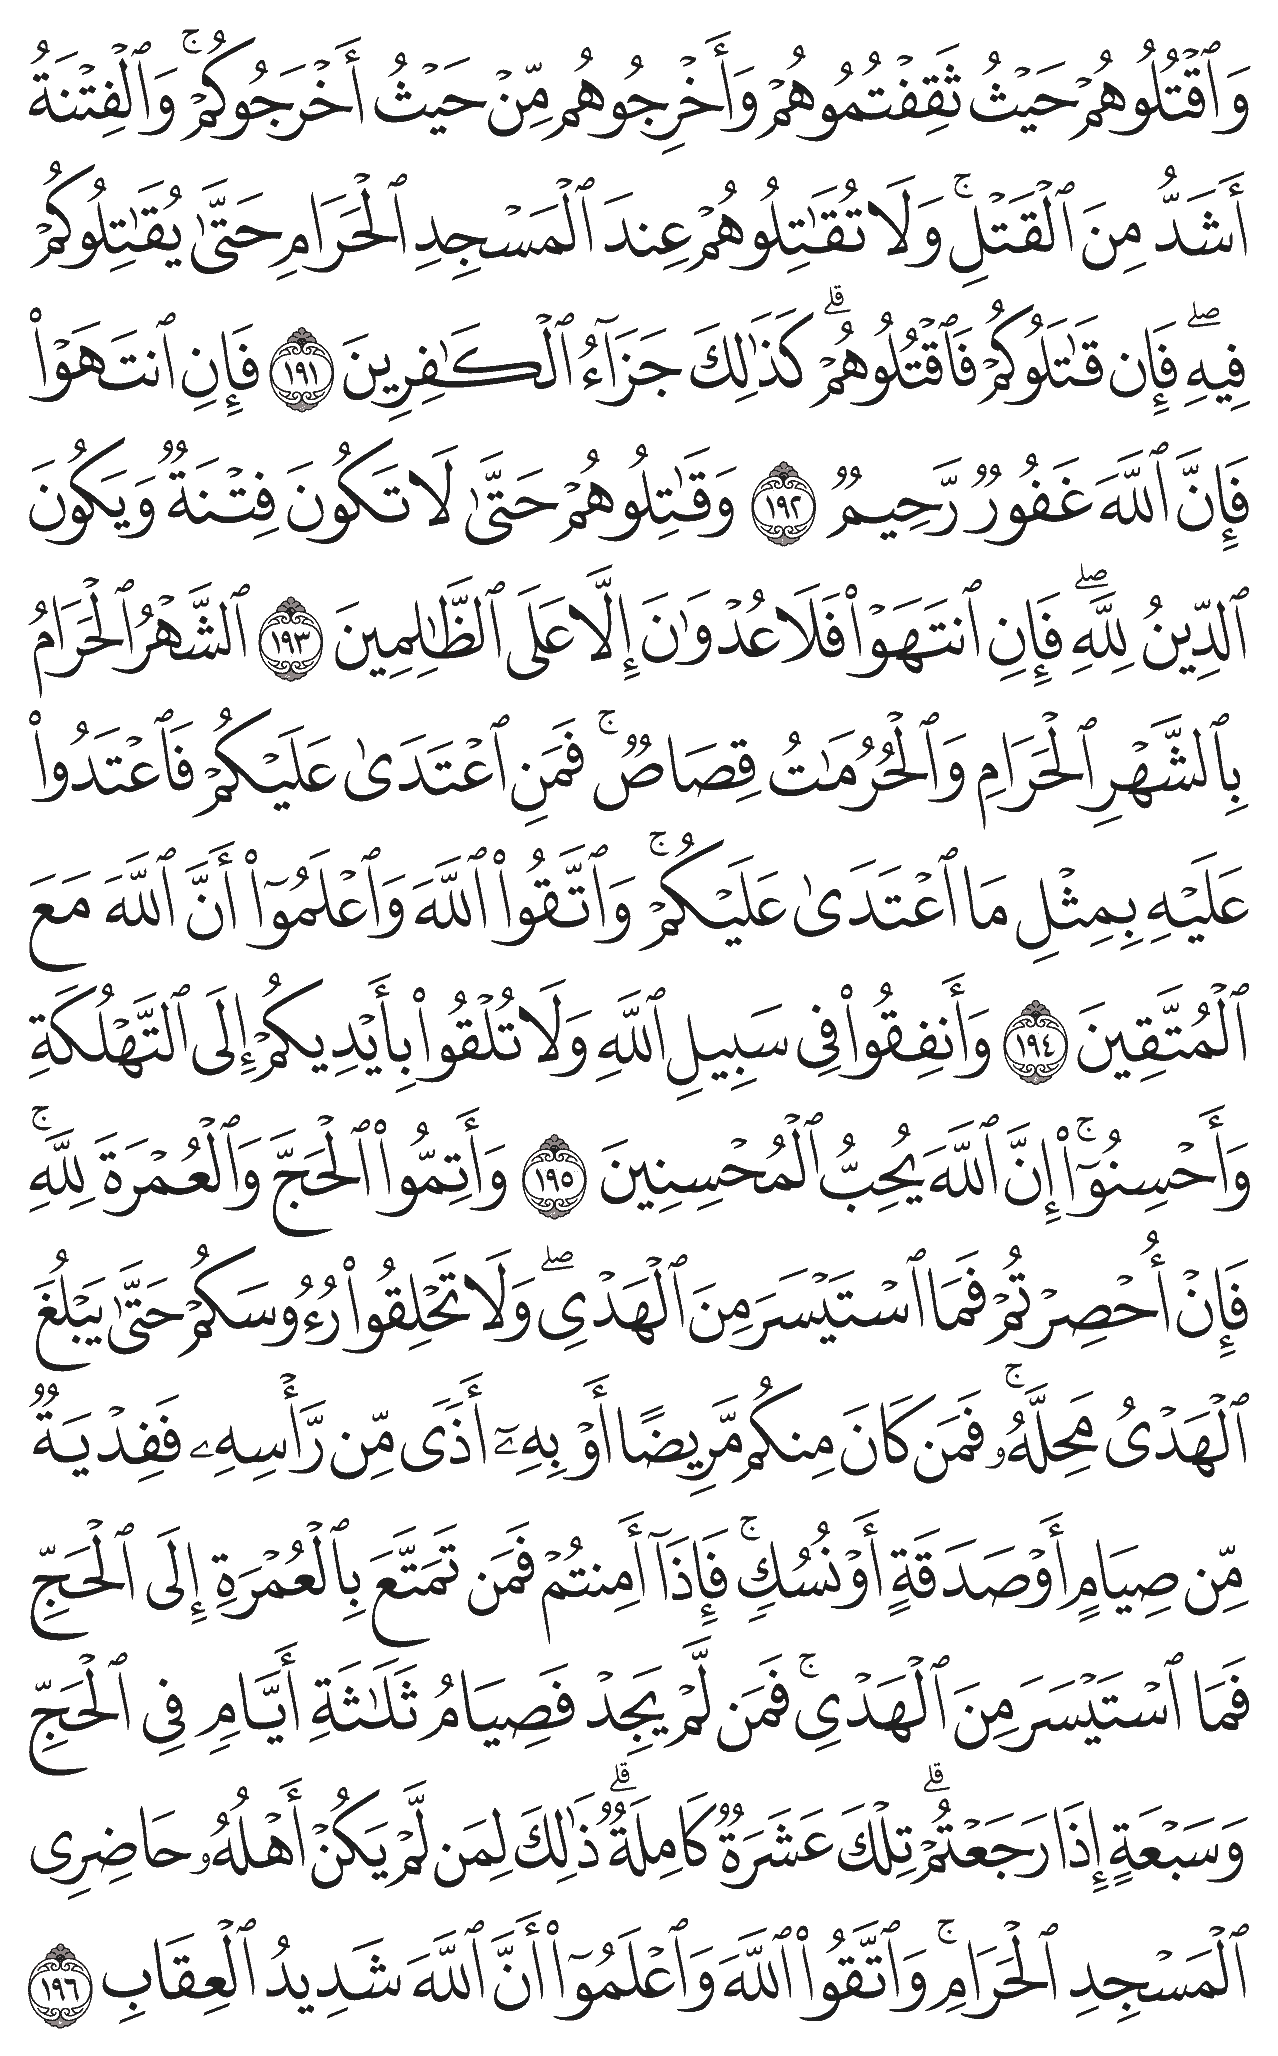 وَٱقْتُلُوهُمْ حَيْثُ ثَقِفْتُمُوهُمْ وَأَخْرِجُوهُم مِّنْ حَيْثُ أَخْرَجُوكُمْۚ وَٱلْفِتْنَةُ
أَشَدُّ مِنَ ٱلْقَتْلِۚ وَلَا تُقَٰتِلُوهُمْ عِندَ ٱلْمَسْجِدِ ٱلْحَرَامِ حَتَّىٰ يُقَٰتِلُوكُمْ
فِيهِۖ فَإِن قَٰتَلُوكُمْ فَٱقْتُلُوهُمْۗ كَذَٰلِكَ جَزَآءُ ٱلْكَٰفِرِينَ ١٩١ فَإِنِ ٱنتَهَوْا۟
فَإِنَّ ٱللَّهَ غَفُورٌ رَّحِيمٌ ١٩٢ وَقَٰتِلُوهُمْ حَتَّىٰ لَا تَكُونَ فِتْنَةٌ وَيَكُونَ
ٱلدِّينُ لِلَّهِۖ فَإِنِ ٱنتَهَوْا۟ فَلَا عُدْوَٰنَ إِلَّا عَلَى ٱلظَّٰلِمِينَ ١٩٣ ٱلشَّهْرُ ٱلْحَرَامُ
بِٱلشَّهْرِ ٱلْحَرَامِ وَٱلْحُرُمَٰتُ قِصَاصٌۚ فَمَنِ ٱعْتَدَىٰ عَلَيْكُمْ فَٱعْتَدُوا۟
عَلَيْهِ بِمِثْلِ مَا ٱعْتَدَىٰ عَلَيْكُمْۚ وَٱتَّقُوا۟ ٱللَّهَ وَٱعْلَمُوٓا۟ أَنَّ ٱللَّهَ مَعَ
ٱلْمُتَّقِينَ ١٩٤ وَأَنفِقُوا۟ فِى سَبِيلِ ٱللَّهِ وَلَا تُلْقُوا۟ بِأَيْدِيكُمْ إِلَى ٱلتَّهْلُكَةِ
وَأَحْسِنُوٓا۟ۚ إِنَّ ٱللَّهَ يُحِبُّ ٱلْمُحْسِنِينَ ١٩٥ وَأَتِمُّوا۟ ٱلْحَجَّ وَٱلْعُمْرَةَ لِلَّهِۚ
فَإِنْ أُحْصِرْتُمْ فَمَا ٱسْتَيْسَرَ مِنَ ٱلْهَدْىِۖ وَلَا تَحْلِقُوا۟ رُءُوسَكُمْ حَتَّىٰ يَبْلُغَ
ٱلْهَدْىُ مَحِلَّهُۥۚ فَمَن كَانَ مِنكُم مَّرِيضًا أَوْ بِهِۦٓ أَذًى مِّن رَّأْسِهِۦ فَفِدْيَةٌ
مِّن صِيَامٍ أَوْ صَدَقَةٍ أَوْ نُسُكٍۚ فَإِذَآ أَمِنتُمْ فَمَن تَمَتَّعَ بِٱلْعُمْرَةِ إِلَى ٱلْحَجِّ
فَمَا ٱسْتَيْسَرَ مِنَ ٱلْهَدْىِۚ فَمَن لَّمْ يَجِدْ فَصِيَامُ ثَلَٰثَةِ أَيَّامٍ فِى ٱلْحَجِّ
وَسَبْعَةٍ إِذَا رَجَعْتُمْۗ تِلْكَ عَشَرَةٌ كَامِلَةٌۗ ذَٰلِكَ لِمَن لَّمْ يَكُنْ أَهْلُهُۥ حَاضِرِى
ٱلْمَسْجِدِ ٱلْحَرَامِۚ وَٱتَّقُوا۟ ٱللَّهَ وَٱعْلَمُوٓا۟ أَنَّ ٱللَّهَ شَدِيدُ ٱلْعِقَابِ ١٩٦